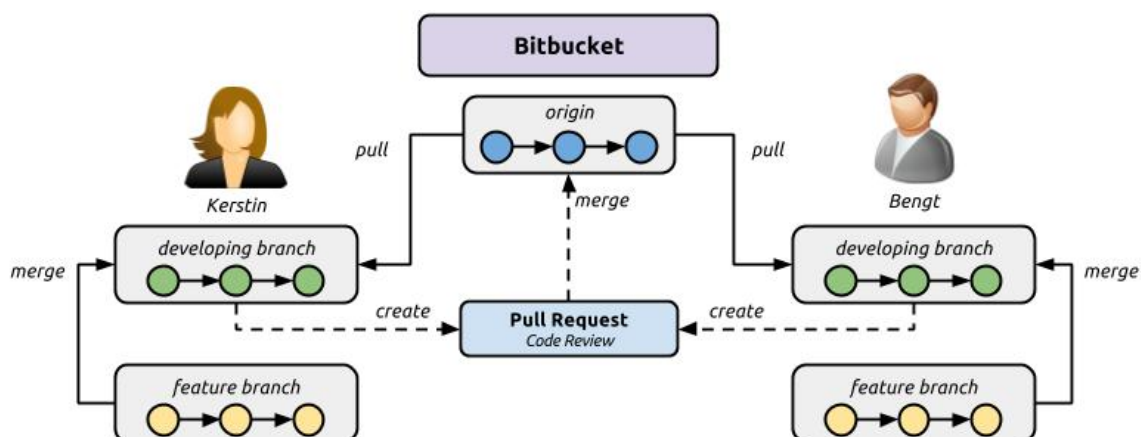 Bitbucket
origin
pull
pull
Kerstin
merge
Bengt
developing branch
developing branch
merge
merge
create
Pull Request
create
Code Review
feature branch
feature branch